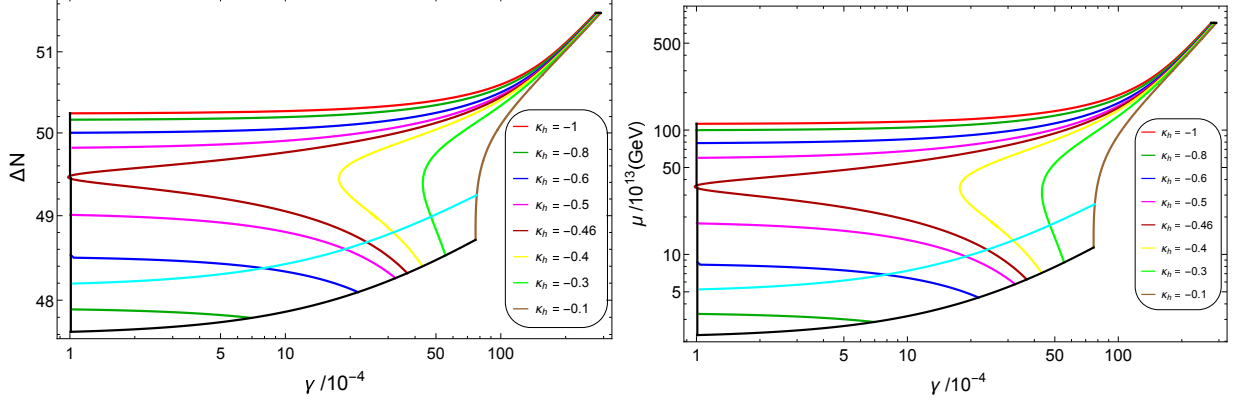 ΔN
51
50
49
48
1
5
10
50
100
γ /10⁻⁴
κₕ = −1
κₕ = −0.8
κₕ = −0.6
κₕ = −0.5
κₕ = −0.46
κₕ = −0.4
κₕ = −0.3
κₕ = −0.1
μ /10¹³(GeV)
500
100
50
10
5
1
5
10
50
100
γ /10⁻⁴
κₕ = −1
κₕ = −0.8
κₕ = −0.6
κₕ = −0.5
κₕ = −0.46
κₕ = −0.4
κₕ = −0.3
κₕ = −0.1